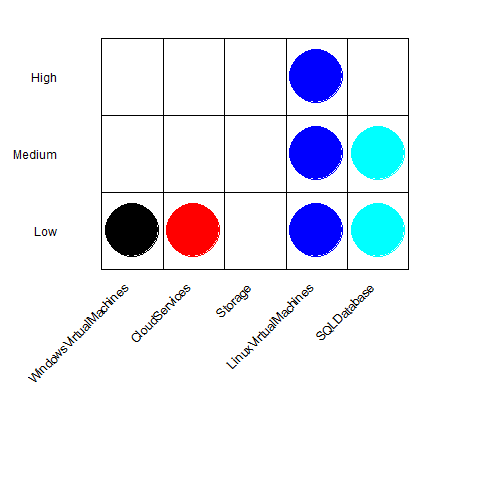 High
Medium
Low
WindowsVirtualMachines
CloudServices
Storage
LinuxVirtualMachines
SQLDatabase